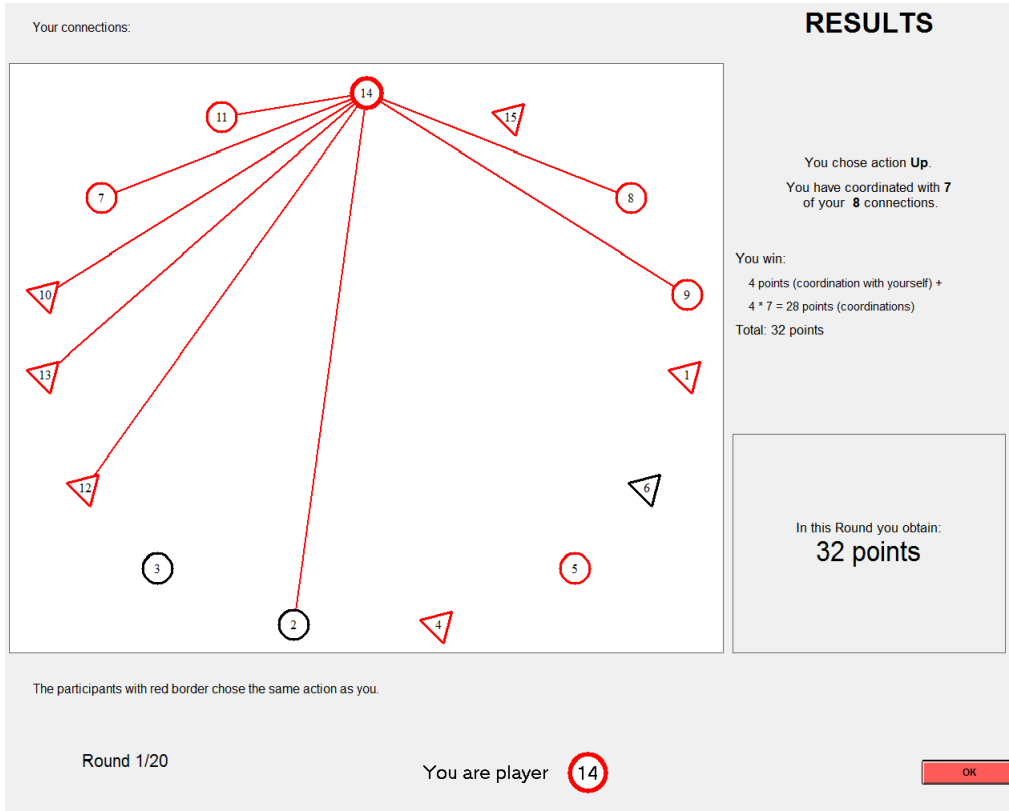 Your connections:
RESULTS
14
11
15
7
8
10
9
13
1
12
6
3
5
2
4
You chose action Up.
You have coordinated with 7
of your 8 connections.
You win:
4 points (coordination with yourself) +
4 * 7 = 28 points (coordinations)
Total: 32 points
In this Round you obtain:
32 points
The participants with red border chose the same action as you.
Round 1/20
You are player 14
OK